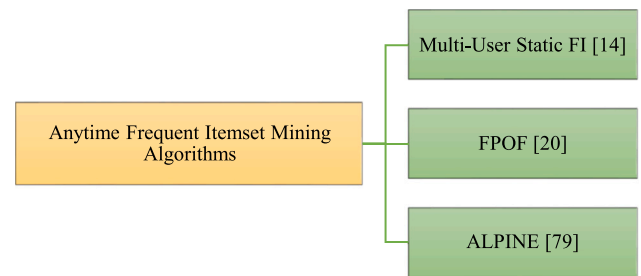 Multi-User Static FI [14]
Anytime Frequent Itemset Mining
Algorithms
FPOF [20]
ALPINE [79]